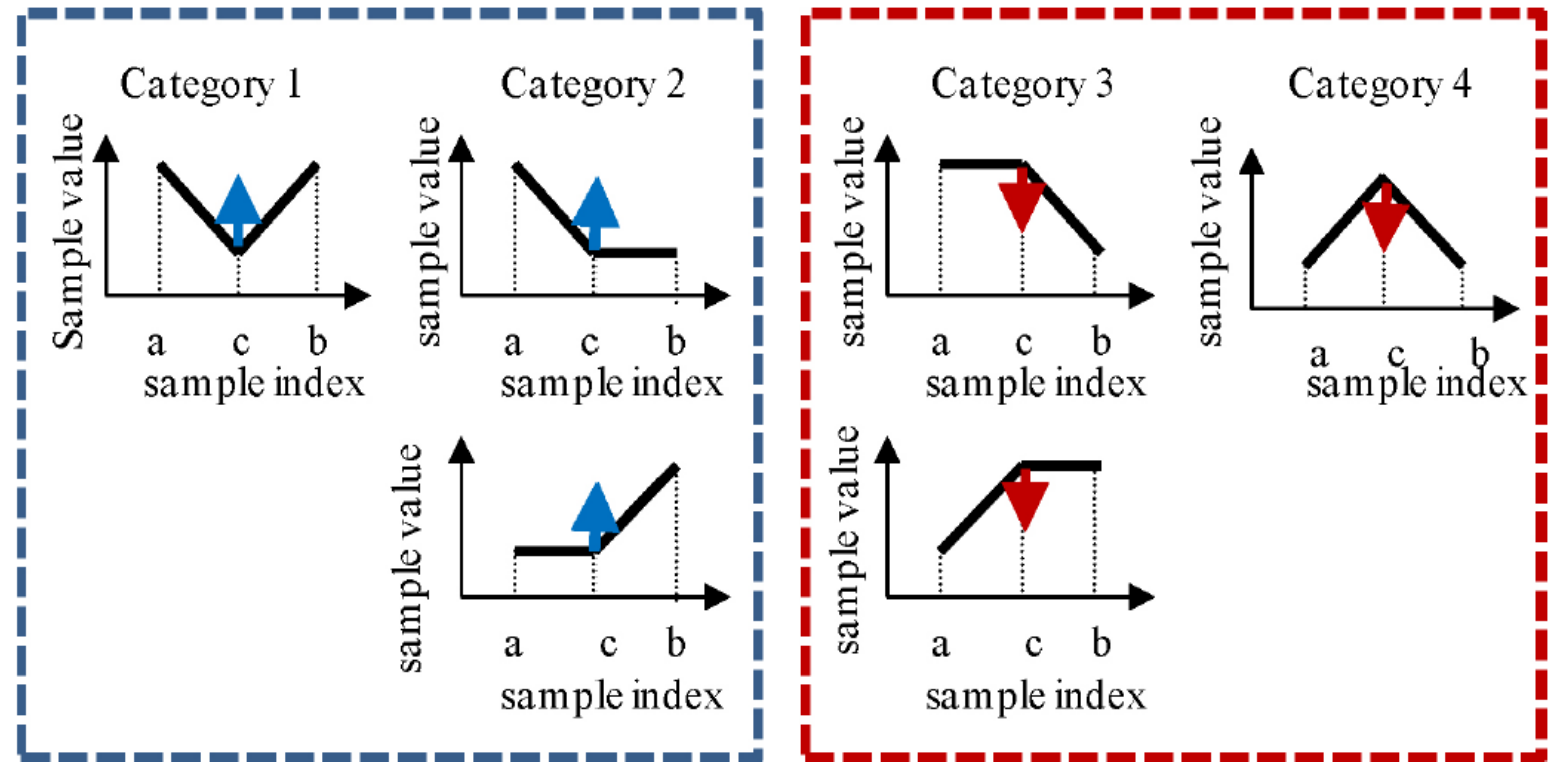 Category 1
Sample value
a c b
sample index
Category 2
sample value
a c b
sample index
sample value
a c b
sample index
Category 3
sample value
a c b
sample index
sample value
a c b
sample index
Category 4
sample value
a c b
sample index